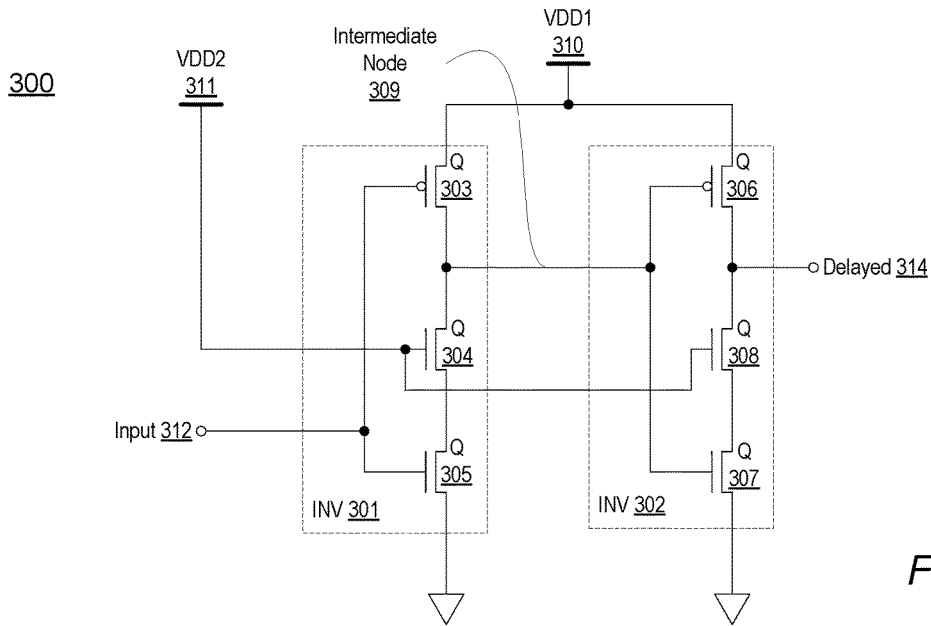 300
VDD2
311
Intermediate
Node
309
VDD1
310
Q
303
Q
306
Delayed 314
Q
304
Q
308
Input 312
Q
305
Q
307
INV 301
INV 302
F